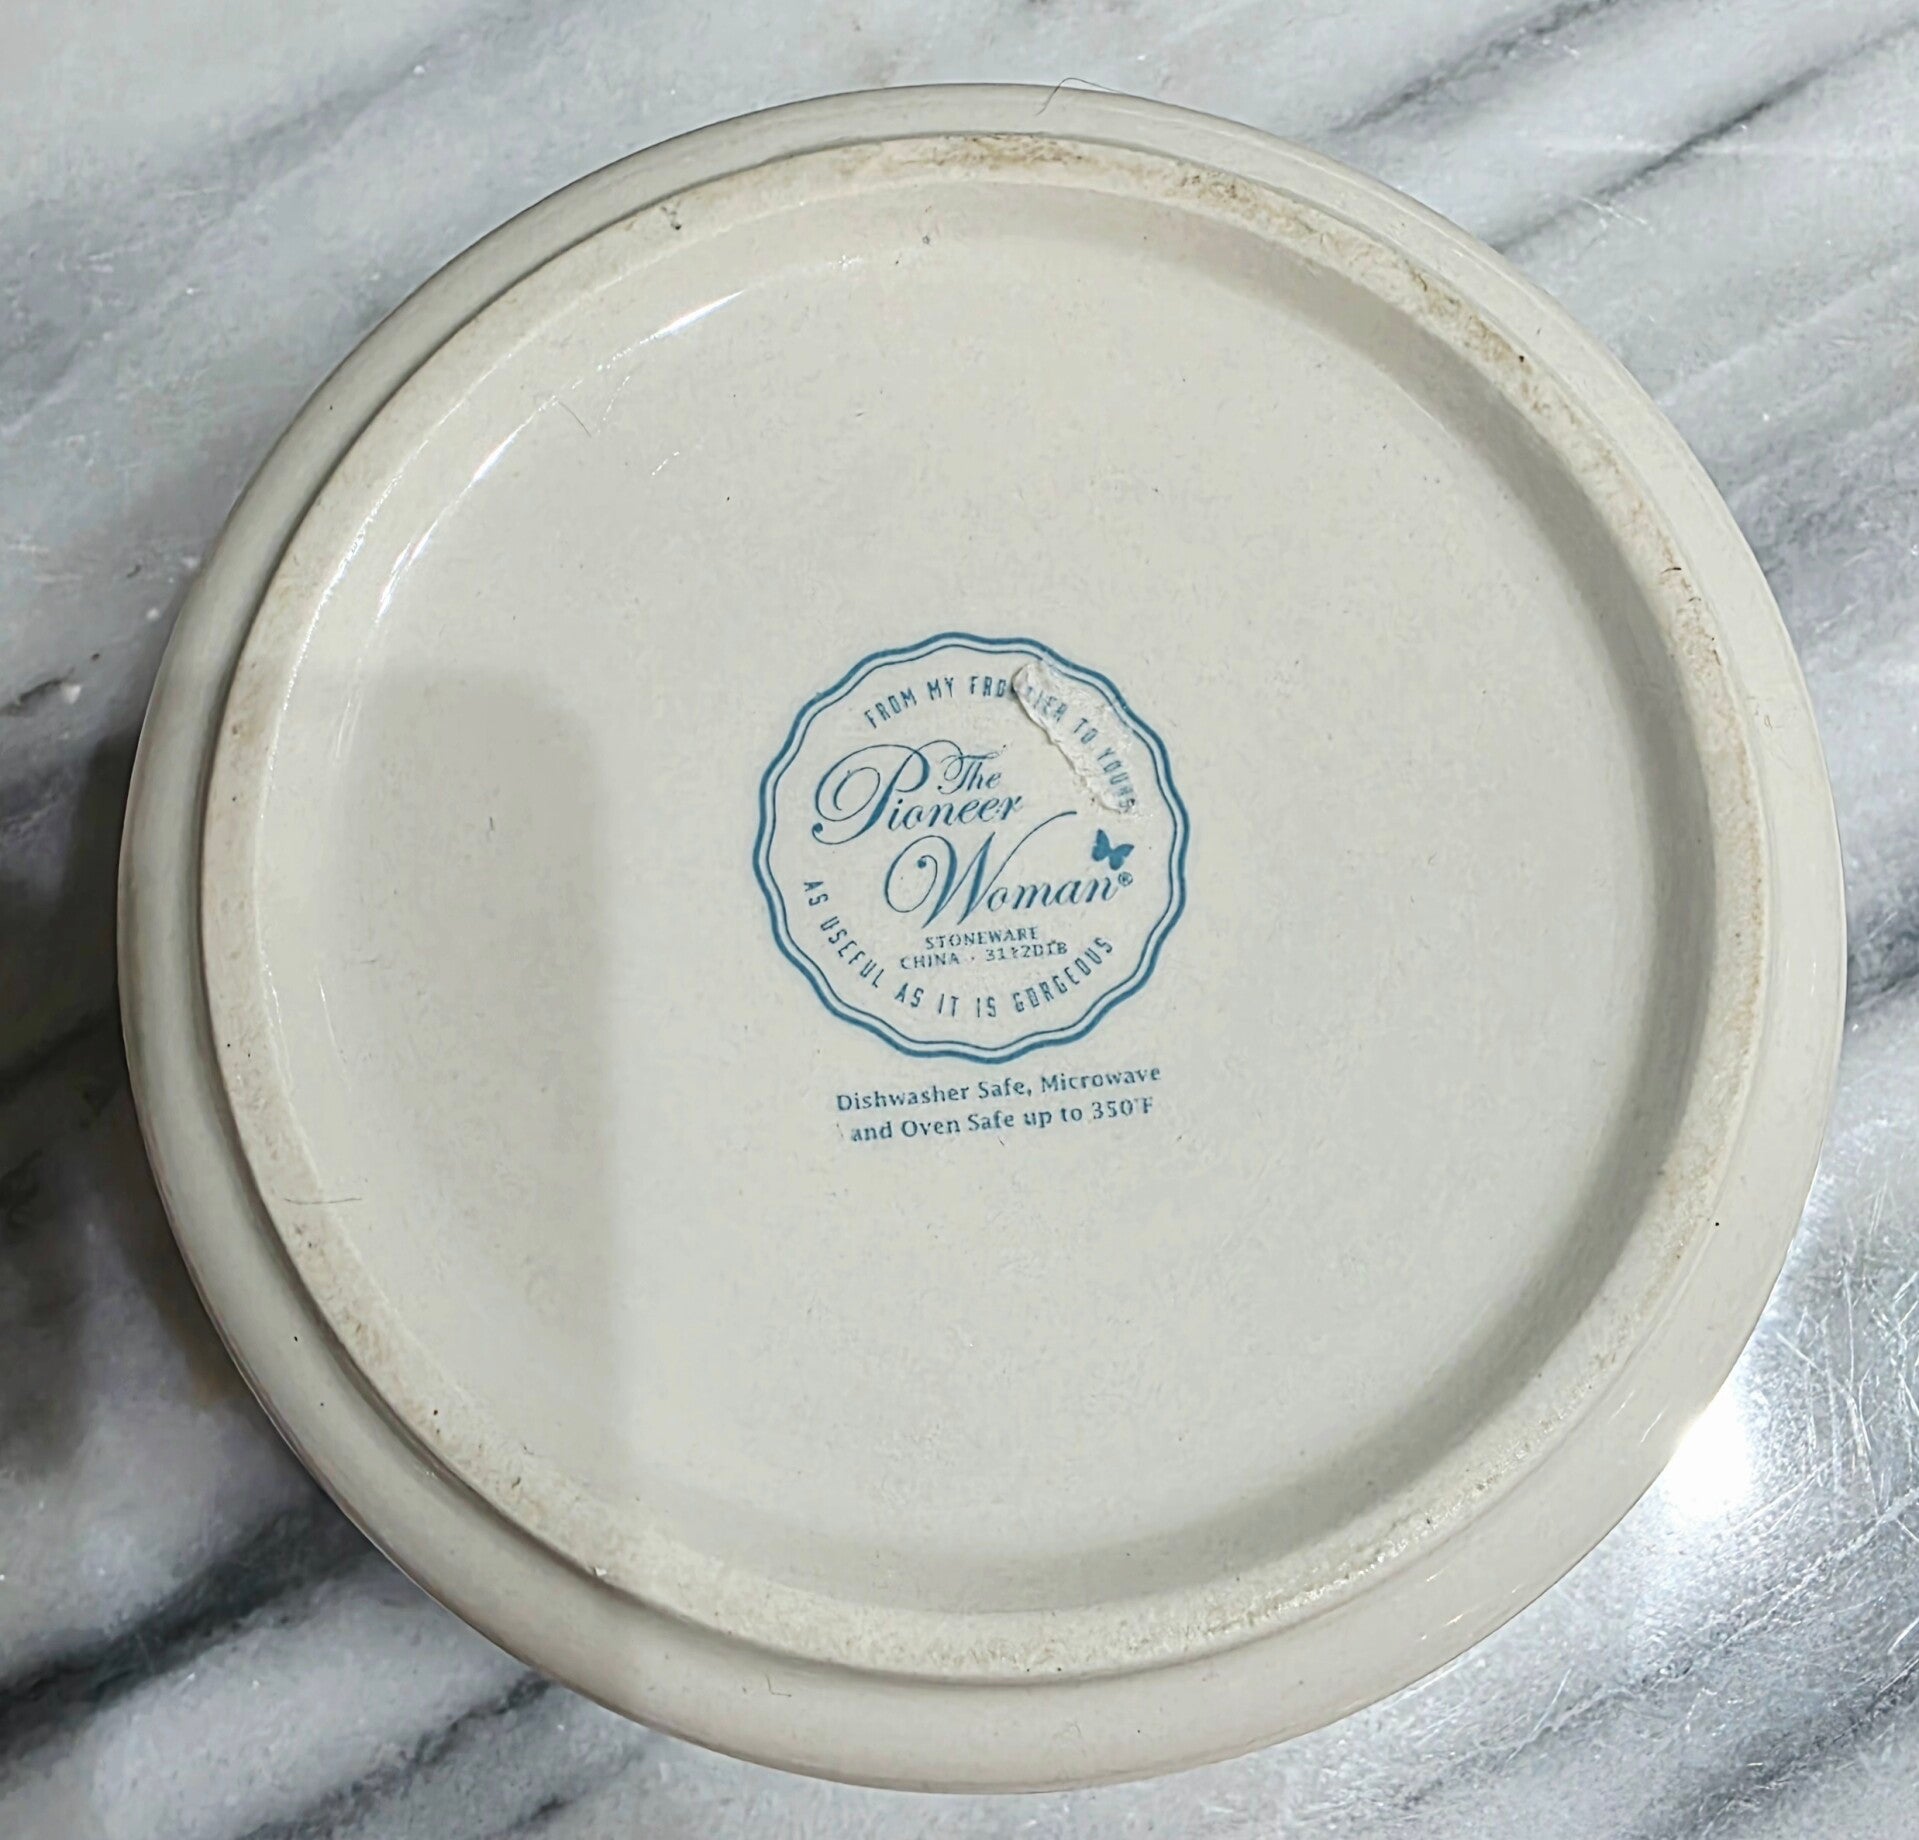 FROM MY FRONTIER TO YOURS
The
Pioneer
Woman®
STONEWARE
CHINA ·
AS USEFUL AS IT IS GORGEOUS
Dishwasher Safe, Microwave
and Oven Safe up to 350°F